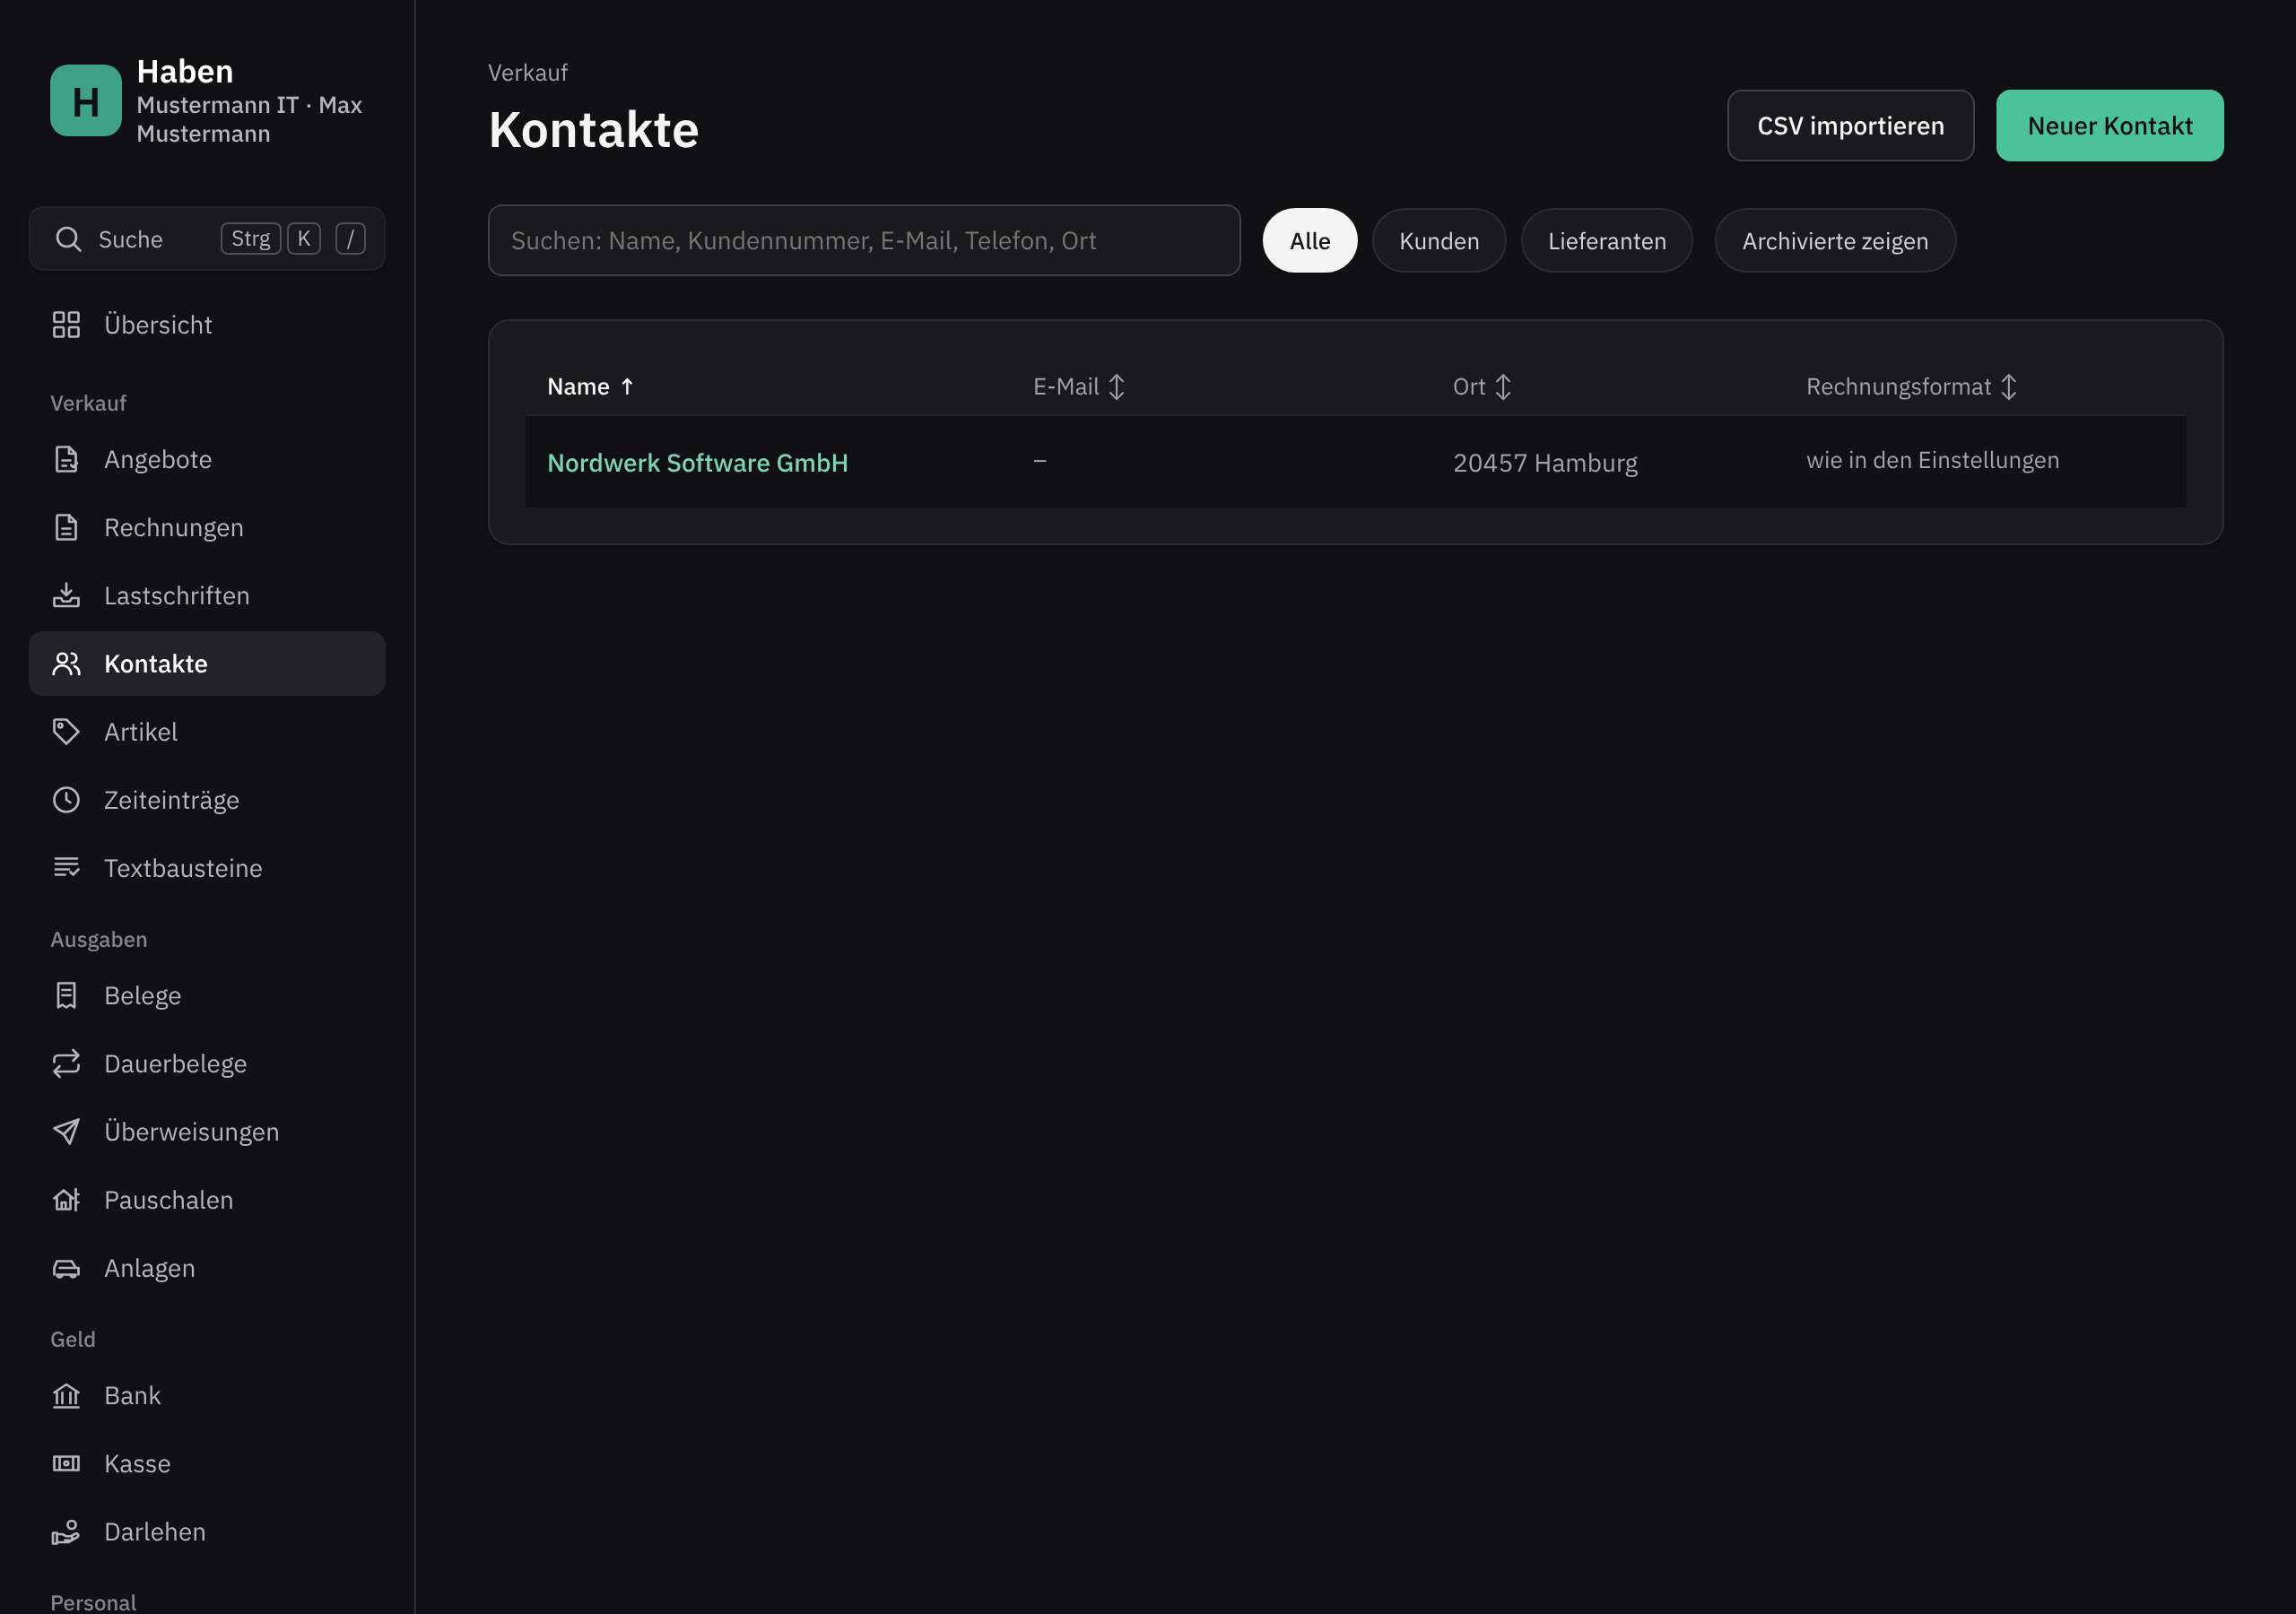 H
Haben
Mustermann IT · Max
Mustermann
Suche Strg K /
Übersicht
Verkauf
Angebote
Rechnungen
Lastschriften
Kontakte
Artikel
Zeiteinträge
Textbausteine
Ausgaben
Belege
Dauerbelege
Überweisungen
Pauschalen
Anlagen
Geld
Bank
Kasse
Darlehen
Personal
Verkauf
Kontakte
CSV importieren Neuer Kontakt
Suchen: Name, Kundennummer, E-Mail, Telefon, Ort Alle Kunden Lieferanten Archivierte zeigen
Name ↑ E-Mail ↕ Ort ↕ Rechnungsformat ↕
Nordwerk Software GmbH – 20457 Hamburg wie in den Einstellungen